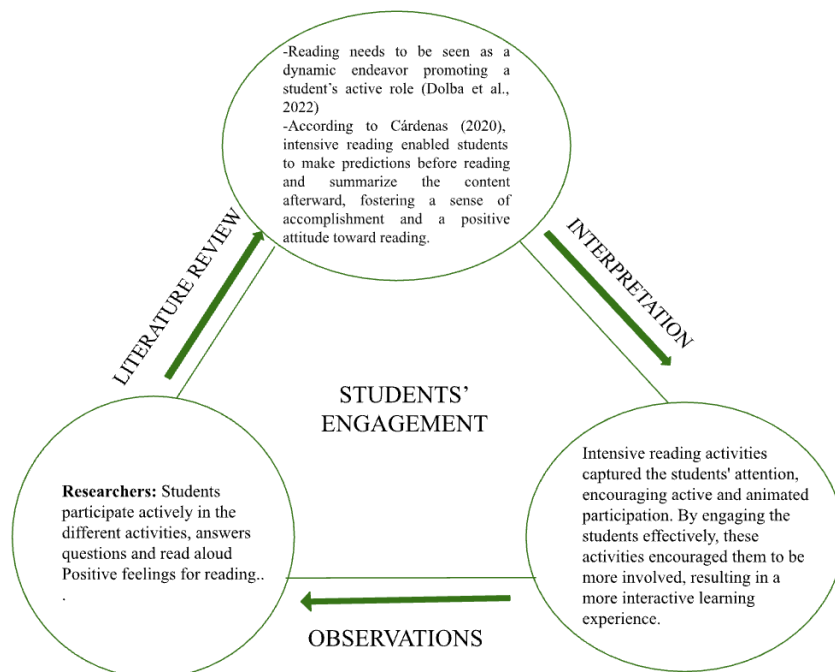 -Reading needs to be seen as a
dynamic endeavor promoting a
student's active role (Dolba et al.,
2022)
-According to Cárdenas (2020),
intensive reading enabled students
to make predictions before reading
and summarize the content
afterward, fostering a sense of
accomplishment and a positive
attitude toward reading.
LITERATURE REVIEW
INTERPRETATION
STUDENTS'
ENGAGEMENT
Researchers: Students
participate actively in the
different activities, answers
questions and read aloud
Positive feelings for reading..
.
Intensive reading activities
captured the students' attention,
encouraging active and animated
participation. By engaging the
students effectively, these
activities encouraged them to be
more involved, resulting in a
more interactive learning
experience.
OBSERVATIONS